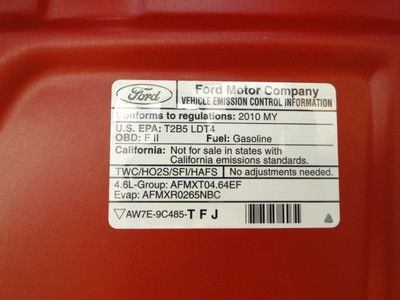 Ford
Ford Motor Company
VEHICLE EMISSION CONTROL INFORMATION
Conforms to regulations: 2010 MY
U.S. EPA: T2B5 LDT4
OBD: F II Fuel: Gasoline
California: Not for sale in states with
California emissions standards.
TWC/HO2S/SFI/HAFS No adjustments needed.
4.6L-Group: AFMXT04.64EF
Evap: AFMXR0265NBC
AW7E-9C485-TFJ